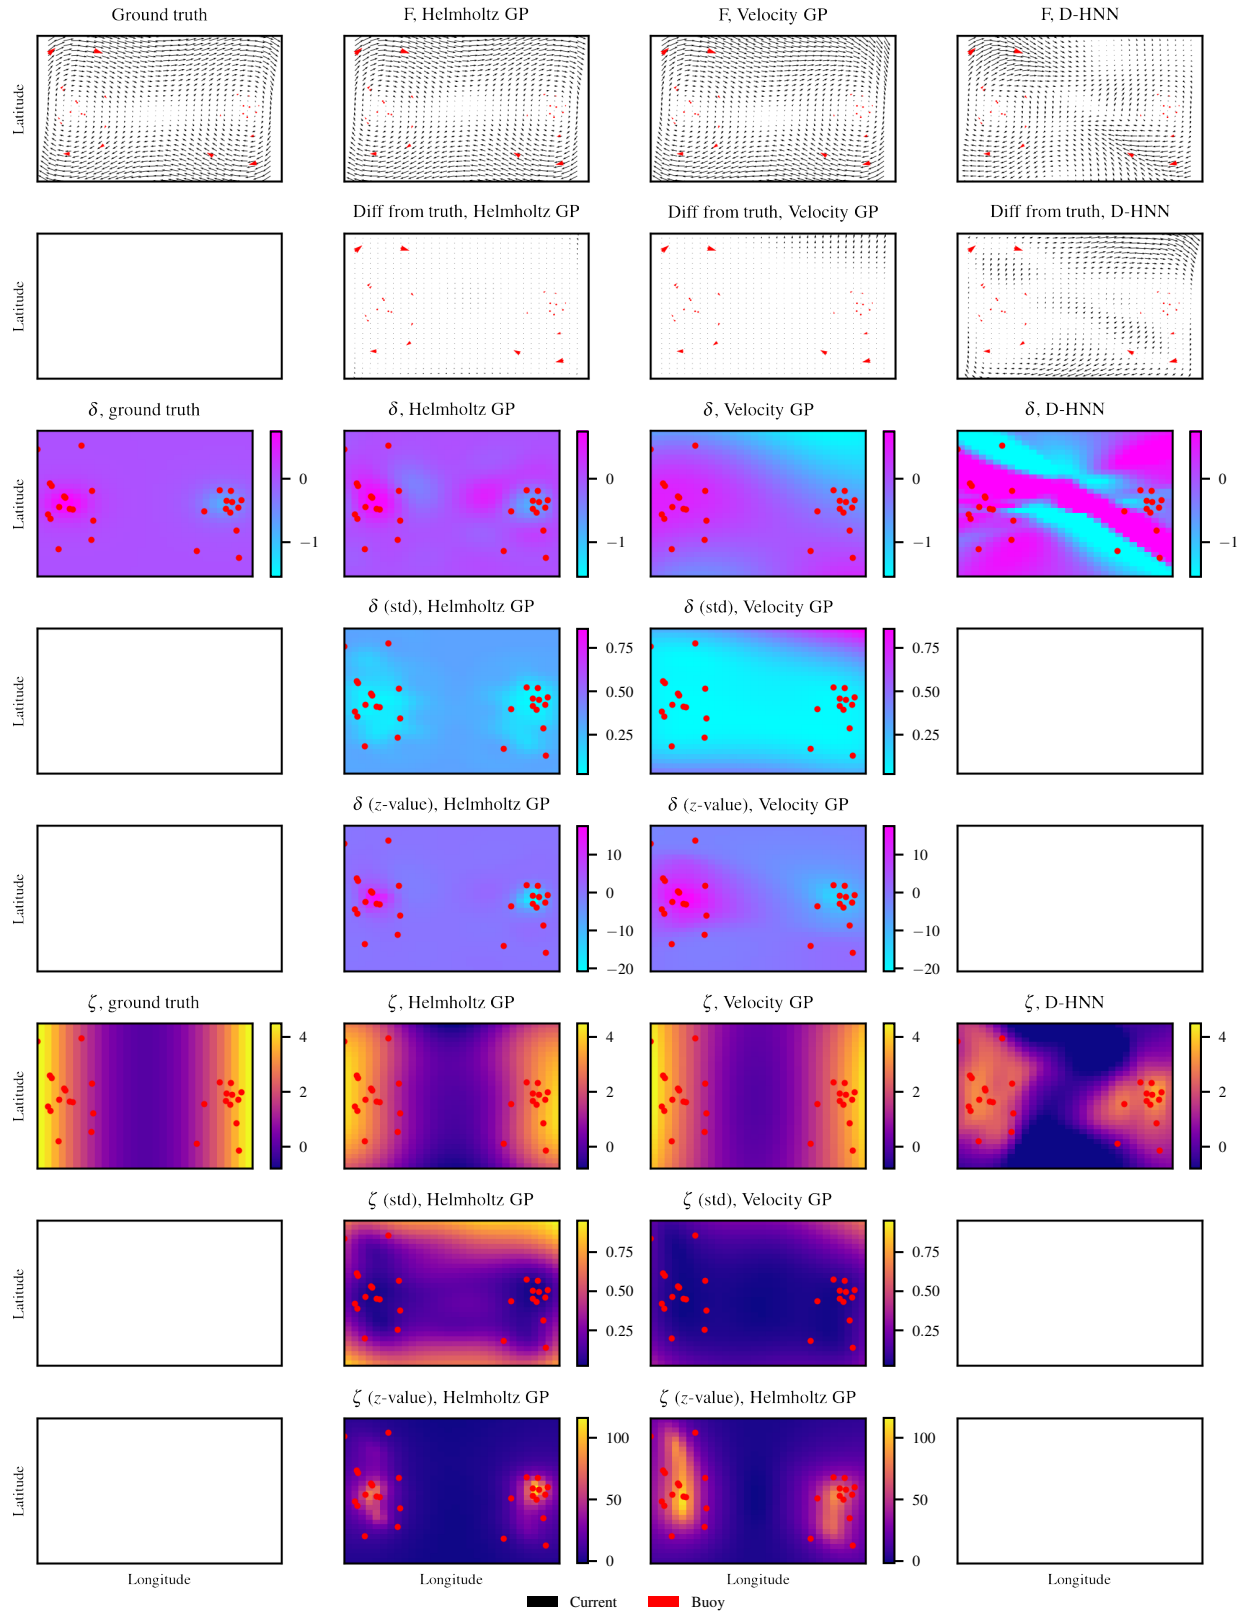 Ground truth
F, Helmholtz GP
F, Velocity GP
F, D-HNN
Latitude
Diff from truth, Helmholtz GP
Diff from truth, Velocity GP
Diff from truth, D-HNN
Latitude
δ, ground truth
δ, Helmholtz GP
δ, Velocity GP
δ, D-HNN
Latitude
0
−1
0
−1
0
−1
0
−1
δ (std), Helmholtz GP
δ (std), Velocity GP
Latitude
0.75
0.50
0.25
0.75
0.50
0.25
δ (z-value), Helmholtz GP
δ (z-value), Velocity GP
Latitude
10
0
−10
−20
10
0
−10
−20
ζ, ground truth
ζ, Helmholtz GP
ζ, Velocity GP
ζ, D-HNN
Latitude
4
2
0
4
2
0
4
2
0
4
2
0
ζ (std), Helmholtz GP
ζ (std), Velocity GP
Latitude
0.75
0.50
0.25
0.75
0.50
0.25
ζ (z-value), Helmholtz GP
ζ (z-value), Helmholtz GP
Latitude
100
50
0
100
50
0
Longitude
Longitude
Longitude
Longitude
Current
Buoy